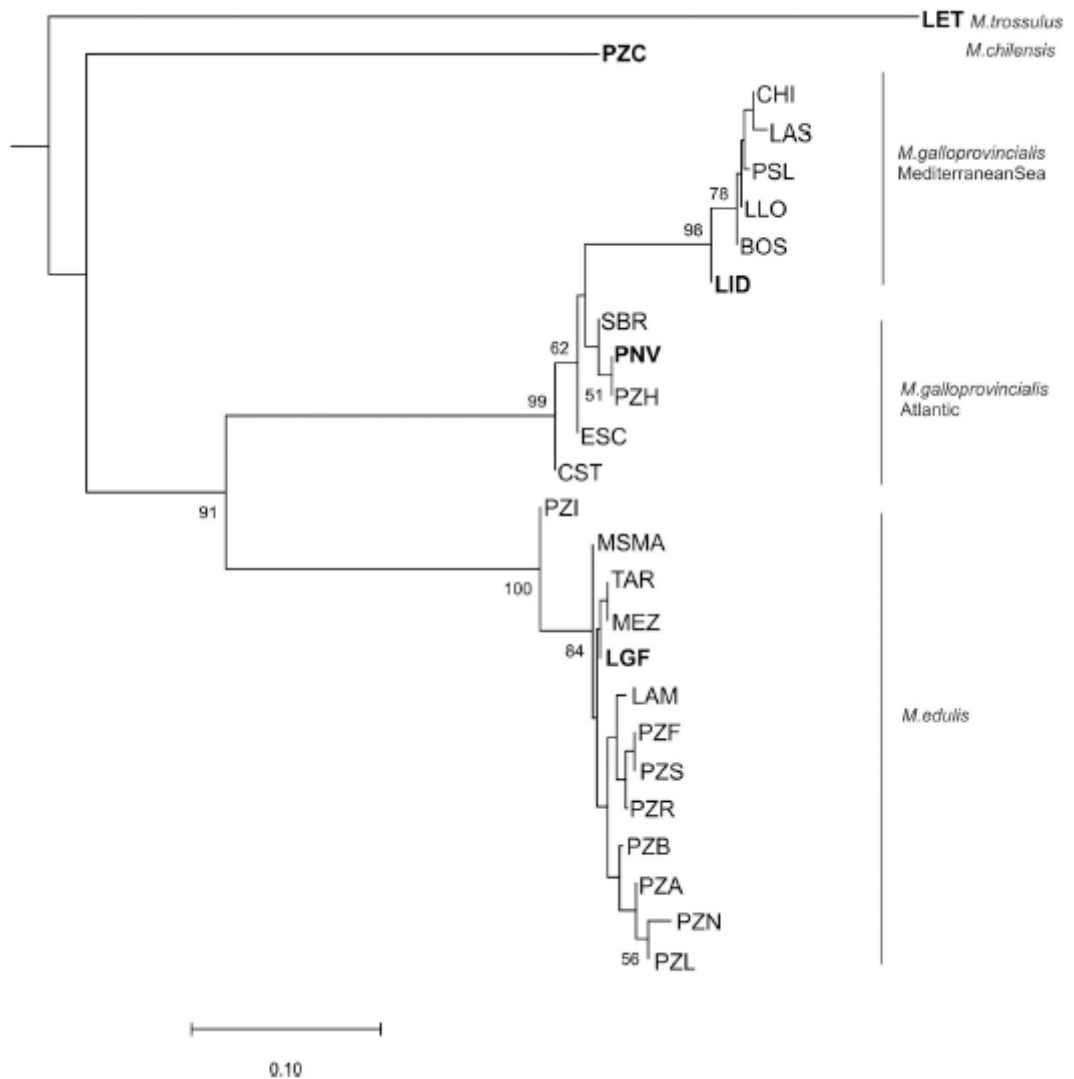 LET M.trossulus
PZC M.chilensis
CHI
LAS
M.galloprovincialis
MediterraneanSea
PSL
78
LLO
98
BOS
LID
SBR
62
PNV
M.galloprovincialis
Atlantic
99
51 PZH
ESC
CST
91
PZI
MSMA
TAR
100
MEZ
84 LGF
LAM
M.edulis
PZF
PZS
PZR
PZB
PZA
PZN
56 PZL
0.10